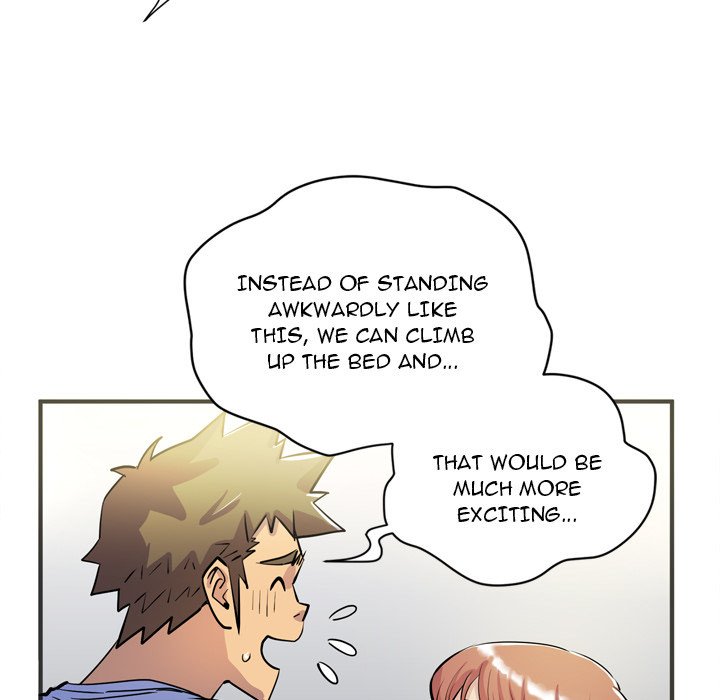 INSTEAD OF STANDING
AWKWARDLY LIKE
THIS, WE CAN CLIMB
UP THE BED AND...
THAT WOULD BE
MUCH MORE
EXCITING...